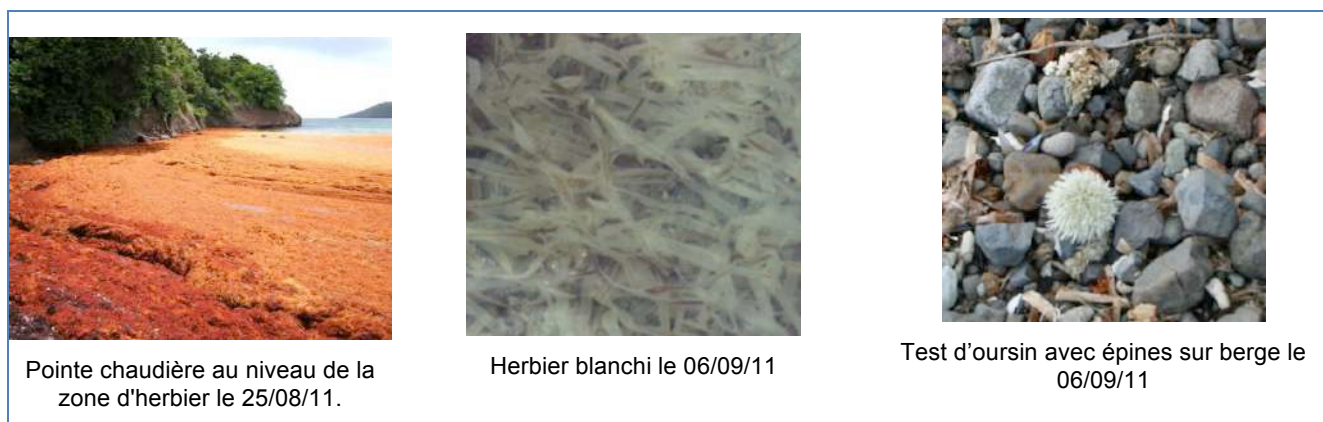 Pointe chaudière au niveau de la
zone d'herbier le 25/08/11.
Herbier blanchi le 06/09/11
Test d’oursin avec épines sur berge le
06/09/11